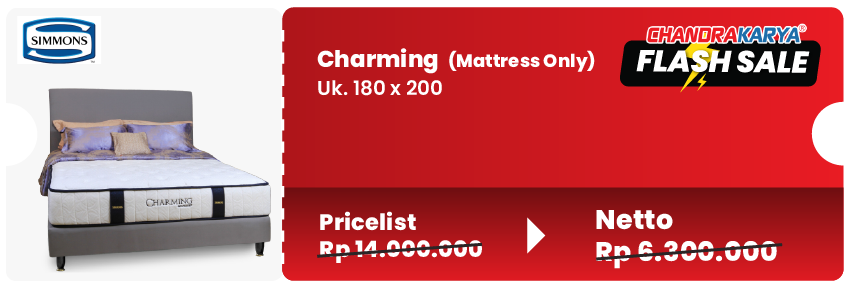 SIMMONS
CHARMING
Charming (Mattress Only)
Uk. 180 x 200
CHANDRAKARYA®
FLASH SALE
Pricelist
Rp 14.000.000
Netto
Rp 6.300.000